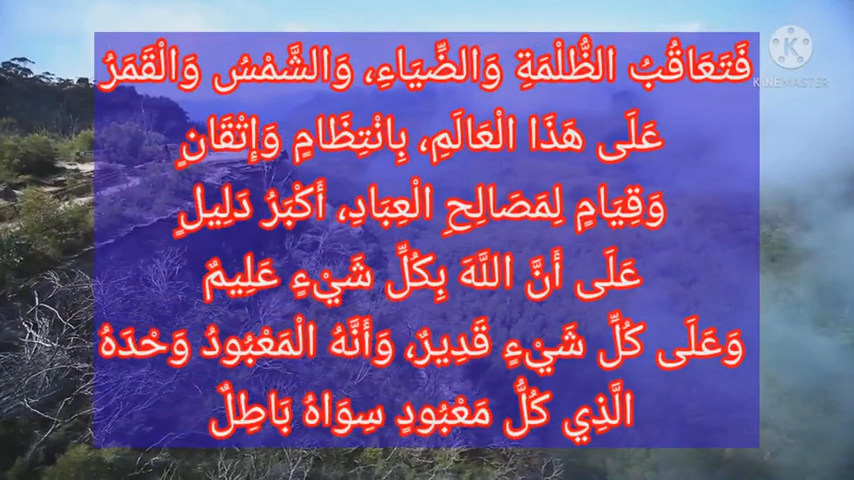 فَتَعَاقُبُ الظُّلْمَةِ وَالضِّيَاءِ، وَالشَّمْسُ وَالْقَمَرُ
عَلَى هَذَا الْعَالَمِ، بِانْتِظَامٍ وَإِتْقَانٍ
وَقِيَامٍ لِمَصَالِحِ الْعِبَادِ، أَكْبَرُ دَلِيلٍ
عَلَى أَنَّ اللَّهَ بِكُلِّ شَيْءٍ عَلِيمٌ
وَعَلَى كُلِّ شَيْءٍ قَدِيرٌ، وَأَنَّهُ الْمَعْبُودُ وَحْدَهُ
الَّذِي كُلُّ مَعْبُودٍ سِوَاهُ بَاطِلٌ
K
KINEMASTER